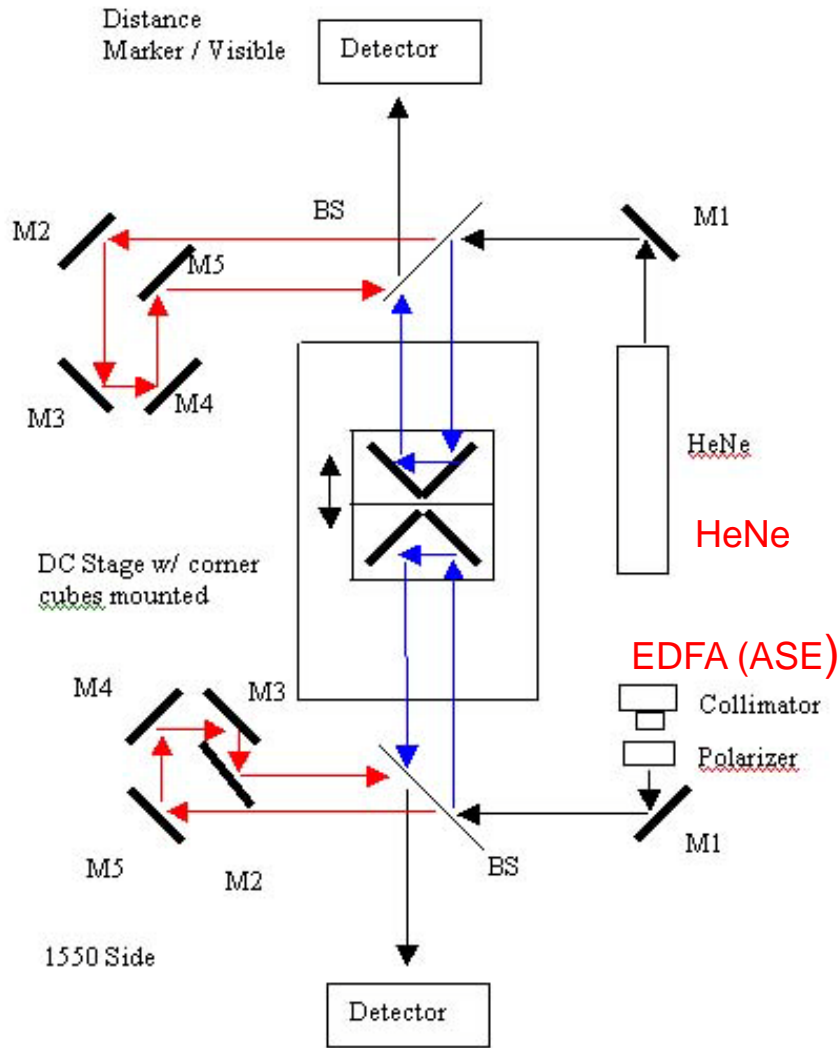 Distance
Marker / Visible
Detector
BS
M1
M2
M5
M3
M4
HeNe
HeNe
DC Stage w/ corner
cubes mounted
EDFA (ASE)
M4
M3
Collimator
Polarizer
M5
M2
BS
M1
1550 Side
Detector